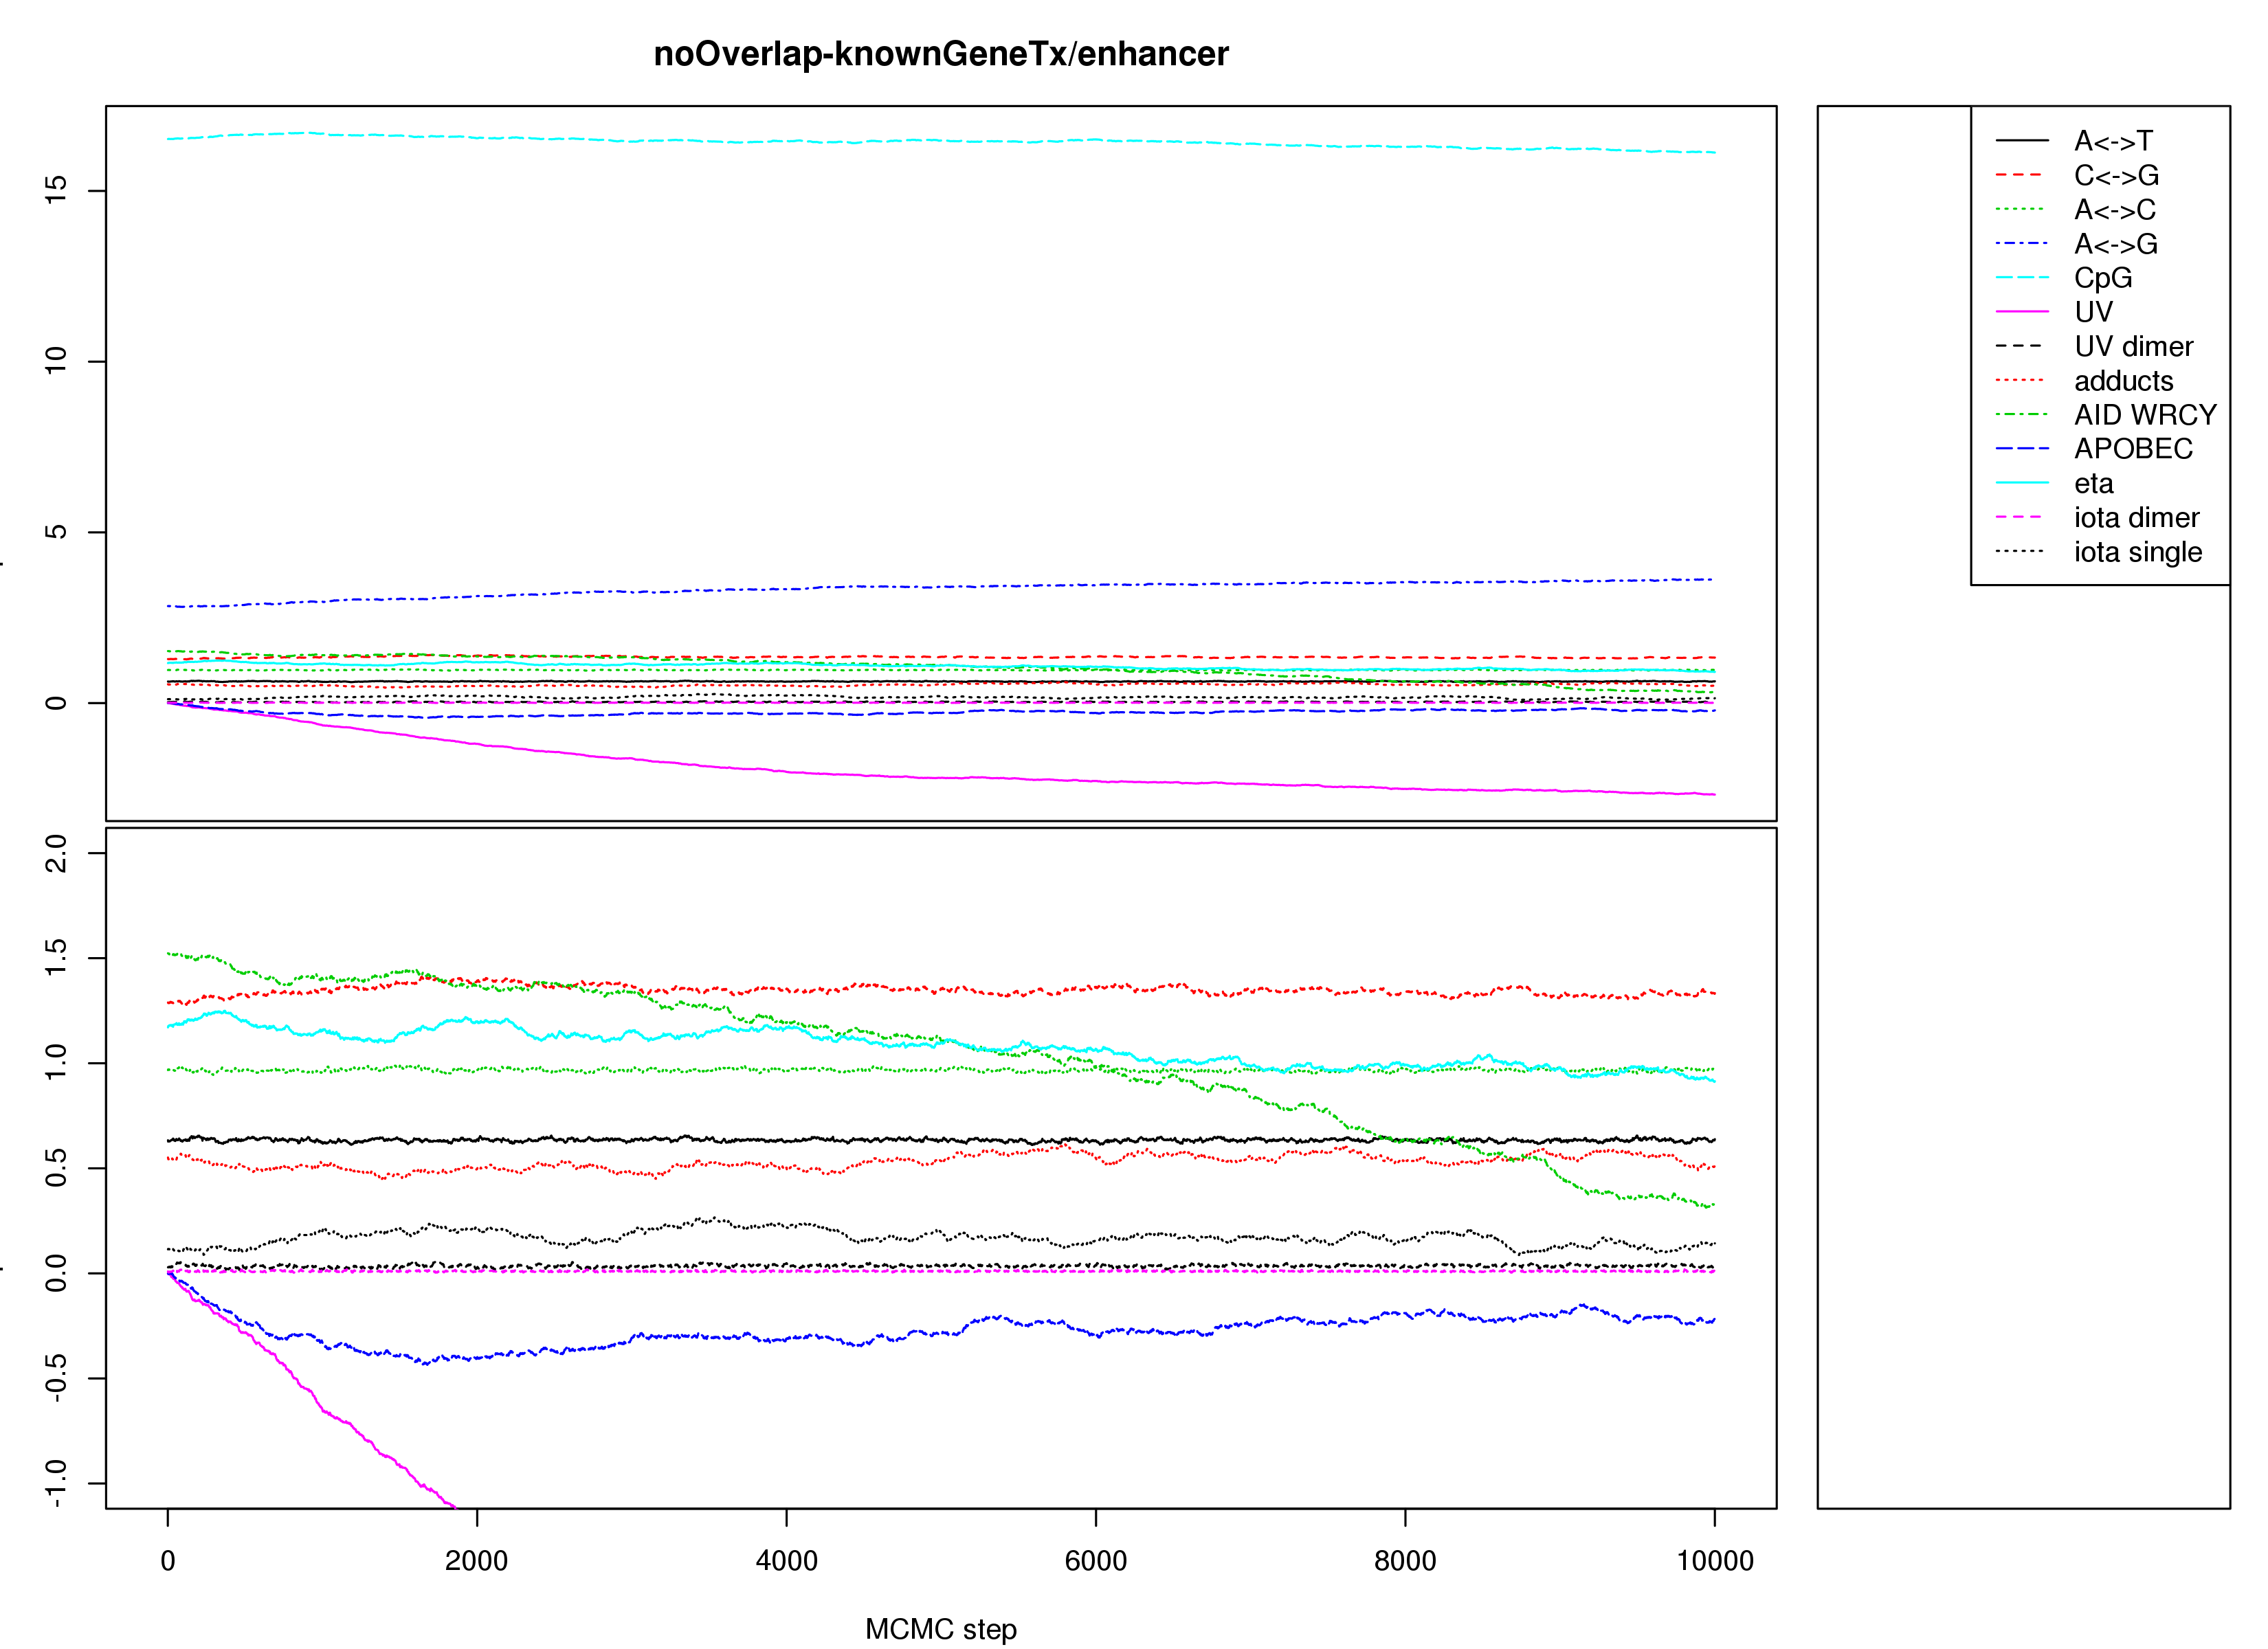 noOverlap-knownGeneTx/enhancer
15
10
5
0
2.0
1.5
1.0
0.5
0.0
-0.5
-1.0
0 2000 4000 6000 8000 10000
MCMC step
A<->T
C<->G
A<->C
A<->G
CpG
UV
UV dimer
adducts
AID WRCY
APOBEC
eta
iota dimer
iota single